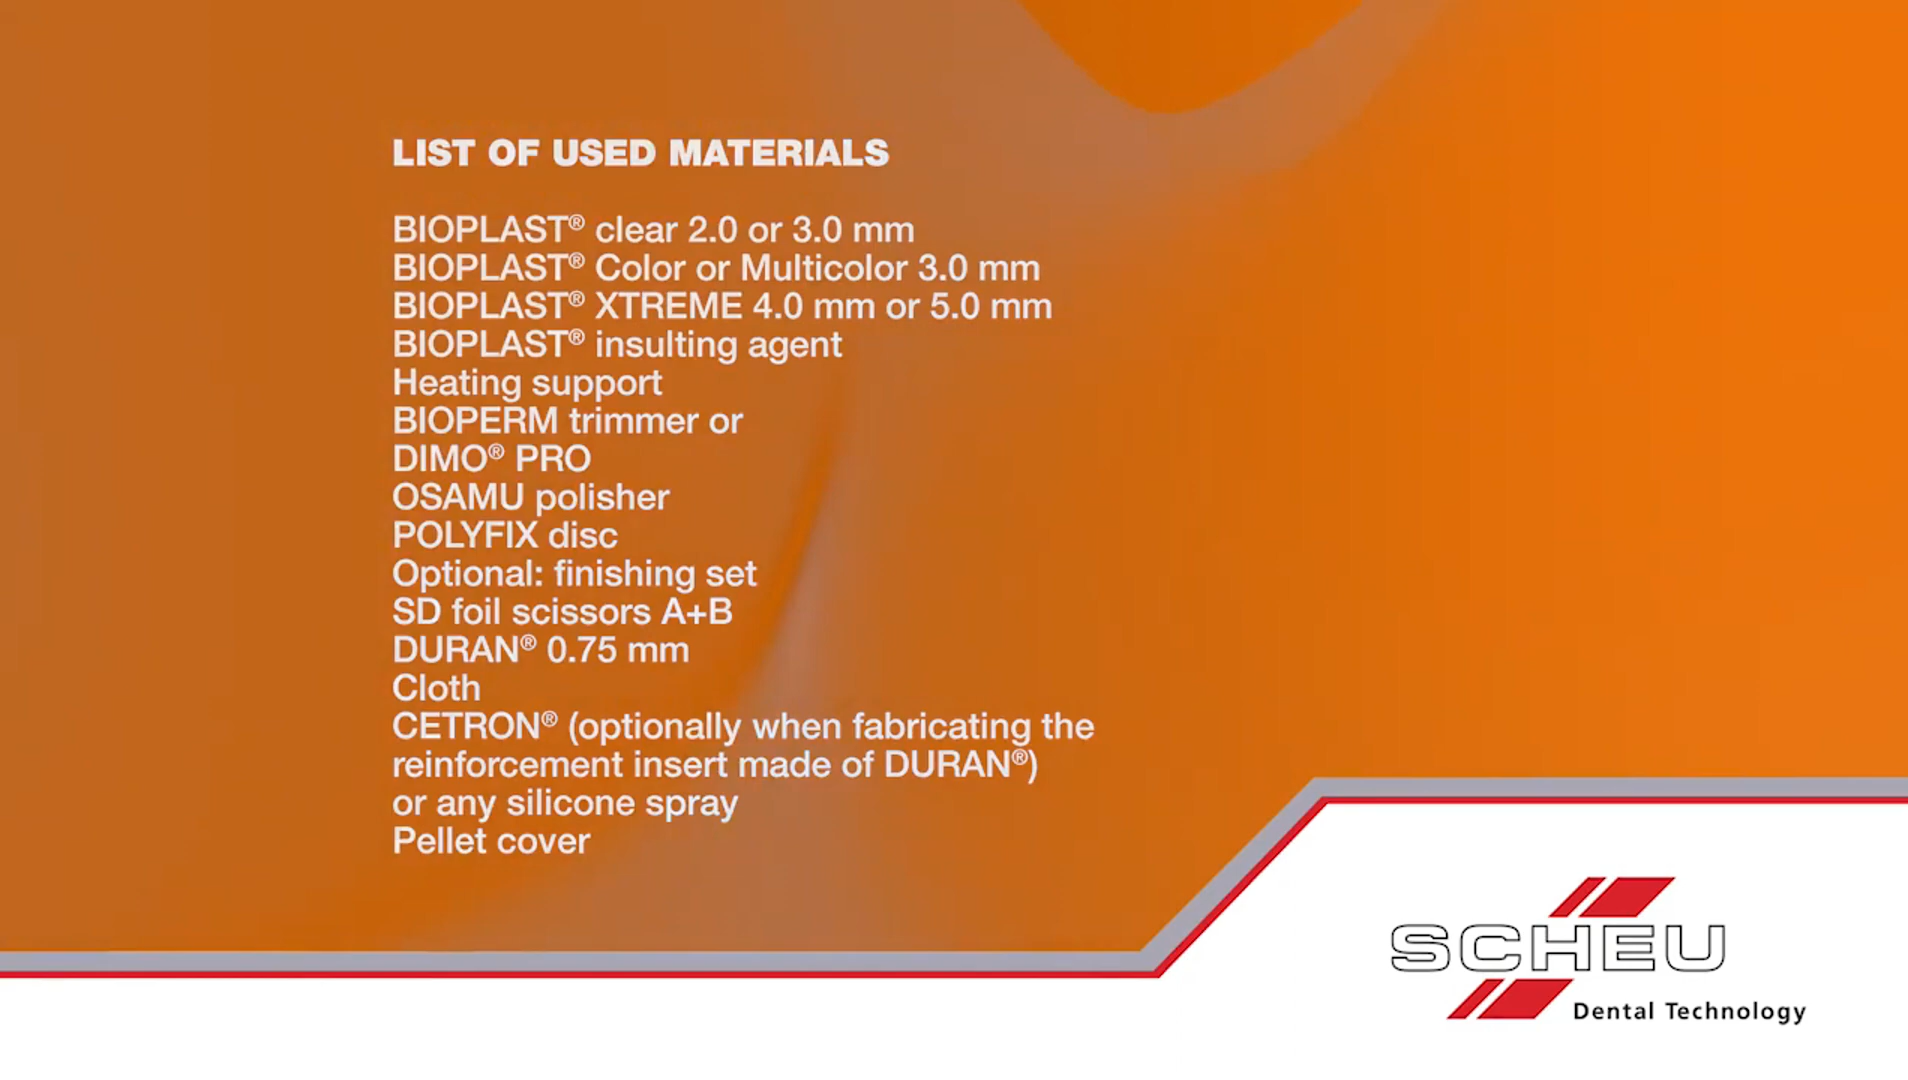 LIST OF USED MATERIALS
BIOPLAST® clear 2.0 or 3.0 mm
BIOPLAST® Color or Multicolor 3.0 mm
BIOPLAST® XTREME 4.0 mm or 5.0 mm
BIOPLAST® insulting agent
Heating support
BIOPERM trimmer or
DIMO® PRO
OSAMU polisher
POLYFIX disc
Optional: finishing set
SD foil scissors A+B
DURAN® 0.75 mm
Cloth
CETRON® (optionally when fabricating the
reinforcement insert made of DURAN®)
or any silicone spray
Pellet cover
SCHEU
Dental Technology